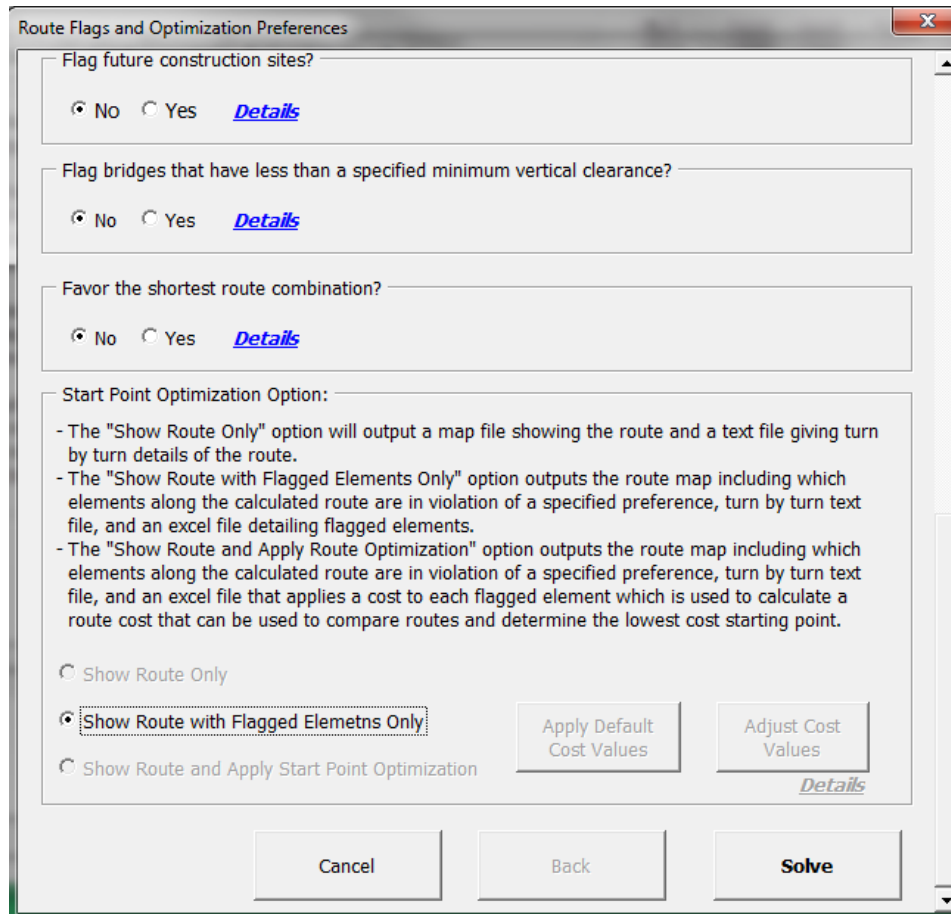 Route Flags and Optimization Preferences
Flag future construction sites?
No Yes Details
Flag bridges that have less than a specified minimum vertical clearance?
No Yes Details
Favor the shortest route combination?
No Yes Details
Start Point Optimization Option:
- The "Show Route Only" option will output a map file showing the route and a text file giving turn
by turn details of the route.
- The "Show Route with Flagged Elements Only" option outputs the route map including which
elements along the calculated route are in violation of a specified preference, turn by turn text
file, and an excel file detailing flagged elements.
- The "Show Route and Apply Route Optimization" option outputs the route map including which
elements along the calculated route are in violation of a specified preference, turn by turn text
file, and an excel file that applies a cost to each flagged element which is used to calculate a
route cost that can be used to compare routes and determine the lowest cost starting point.
Show Route Only
Show Route with Flagged Elemetns Only
Show Route and Apply Start Point Optimization
Apply Default
Cost Values
Adjust Cost
Values
Details
Cancel
Back
Solve